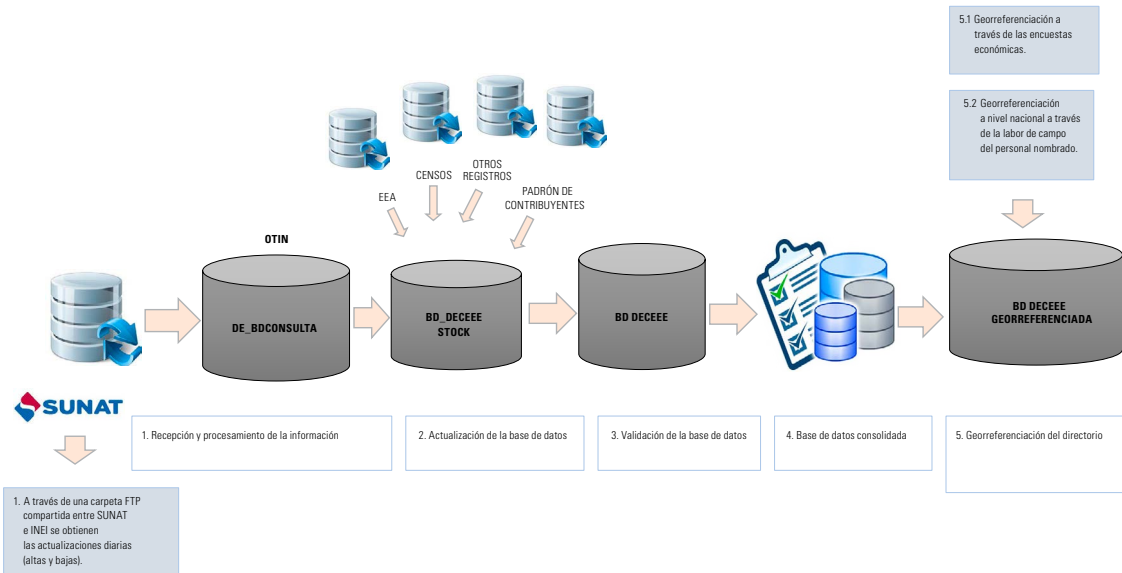 5.1 Georreferenciación a
través de las encuestas
económicas.
5.2 Georreferenciación
a nivel nacional a través
de la labor de campo
del personal nombrado.
EEA
CENSOS
OTROS
REGISTROS
PADRÓN DE
CONTRIBUYENTES
OTIN
DE_BDCONSULTA
BD_DECEEE
STOCK
BD DECEEE
BD DECEEE
GEORREFERENCIADA
SUNAT
1. Recepción y procesamiento de la información
2. Actualización de la base de datos
3. Validación de la base de datos
4. Base de datos consolidada
5. Georreferenciación del directorio
1. A través de una carpeta FTP
compartida entre SUNAT
e INEI se obtienen
las actualizaciones diarias
(altas y bajas).